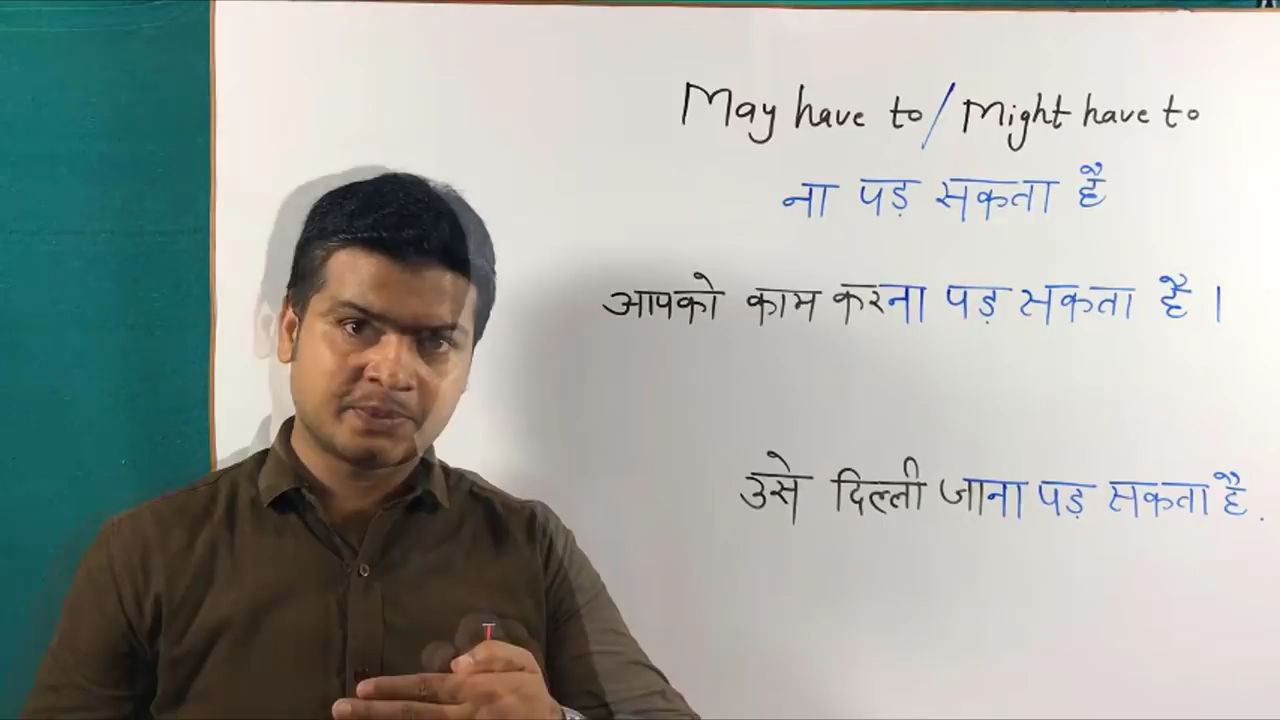 May have to / Might have to
ना पड़ सकता है
आपको काम करना पड़ सकता है ।
उसे दिल्ली जाना पड़ सकता है .